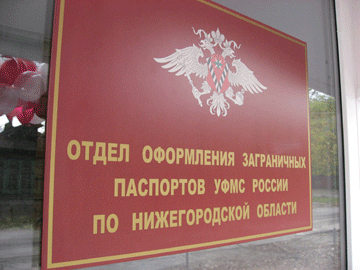 ОТДЕЛ ОФОРМЛЕНИЯ ЗАГРАНИЧНЫХ
ПАСПОРТОВ УФМС РОССИИ
ПО НИЖЕГОРОДСКОЙ ОБЛАСТИ